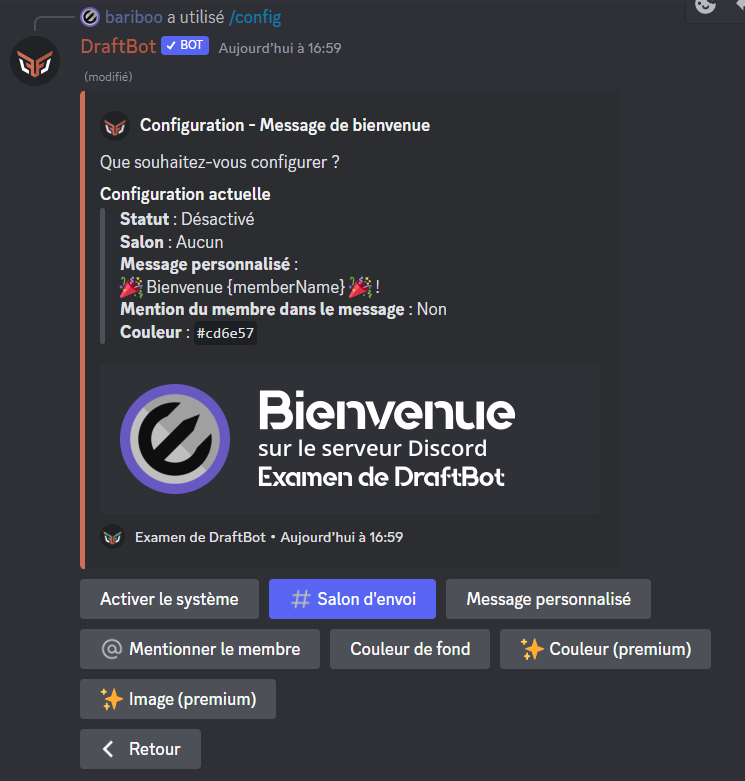 bariboo a utilisé /config
DraftBot ✓ BOT Aujourd'hui à 16:59
(modifié)
Configuration - Message de bienvenue
Que souhaitez-vous configurer ?
Configuration actuelle
Statut : Désactivé
Salon : Aucun
Message personnalisé :
🎉 Bienvenue {memberName} 🎉 !
Mention du membre dans le message : Non
Couleur : #cd6e57
Bienvenue
sur le serveur Discord
Examen de DraftBot
Examen de DraftBot • Aujourd'hui à 16:59
Activer le système
# Salon d'envoi
Message personnalisé
@ Mentionner le membre
Couleur de fond
✨ Couleur (premium)
✨ Image (premium)
Retour